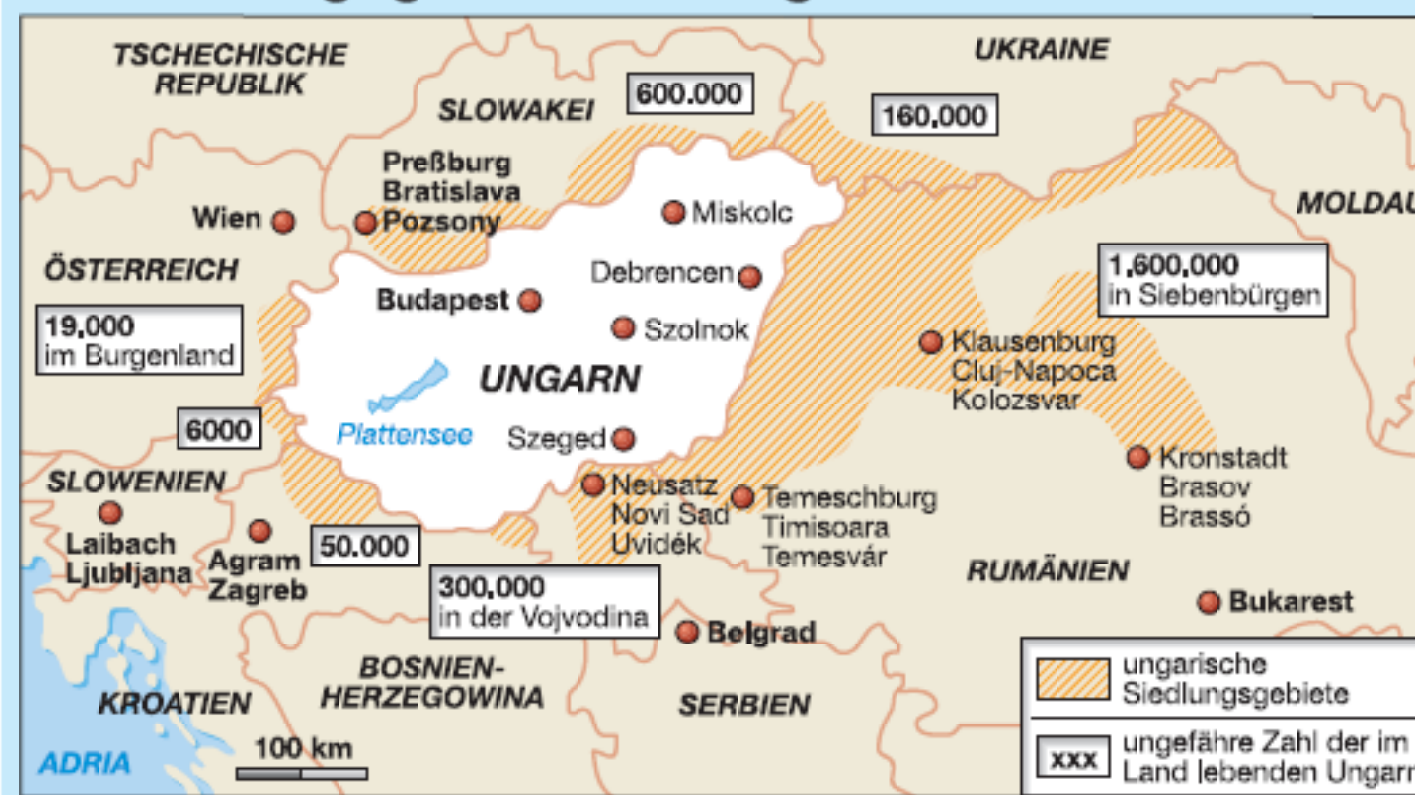 TSCHECHISCHE
REPUBLIK
UKRAINE
SLOWAKEI
600.000
160.000
Preßburg
Bratislava
Pozsony
Wien
Miskolc
MOLDAU
ÖSTERREICH
Debrencen
1.600.000
in Siebenbürgen
Budapest
19.000
im Burgenland
Szolnok
Klausenburg
Cluj-Napoca
Kolozsvar
UNGARN
6000
Plattensee
Szeged
Kronstadt
Brasov
Brassó
SLOWENIEN
Neusatz
Novi Sad
Uvidék
Temeschburg
Timisoara
Temesvár
Laibach
Ljubljana
Agram
Zagreb
50.000
RUMÄNIEN
300.000
in der Vojvodina
Bukarest
Belgrad
BOSNIEN-
HERZEGOWINA
KROATIEN
SERBIEN
100 km
ADRIA
ungarische
Siedlungsgebiete
xxx
ungefähre Zahl der im
Land lebenden Ungarn